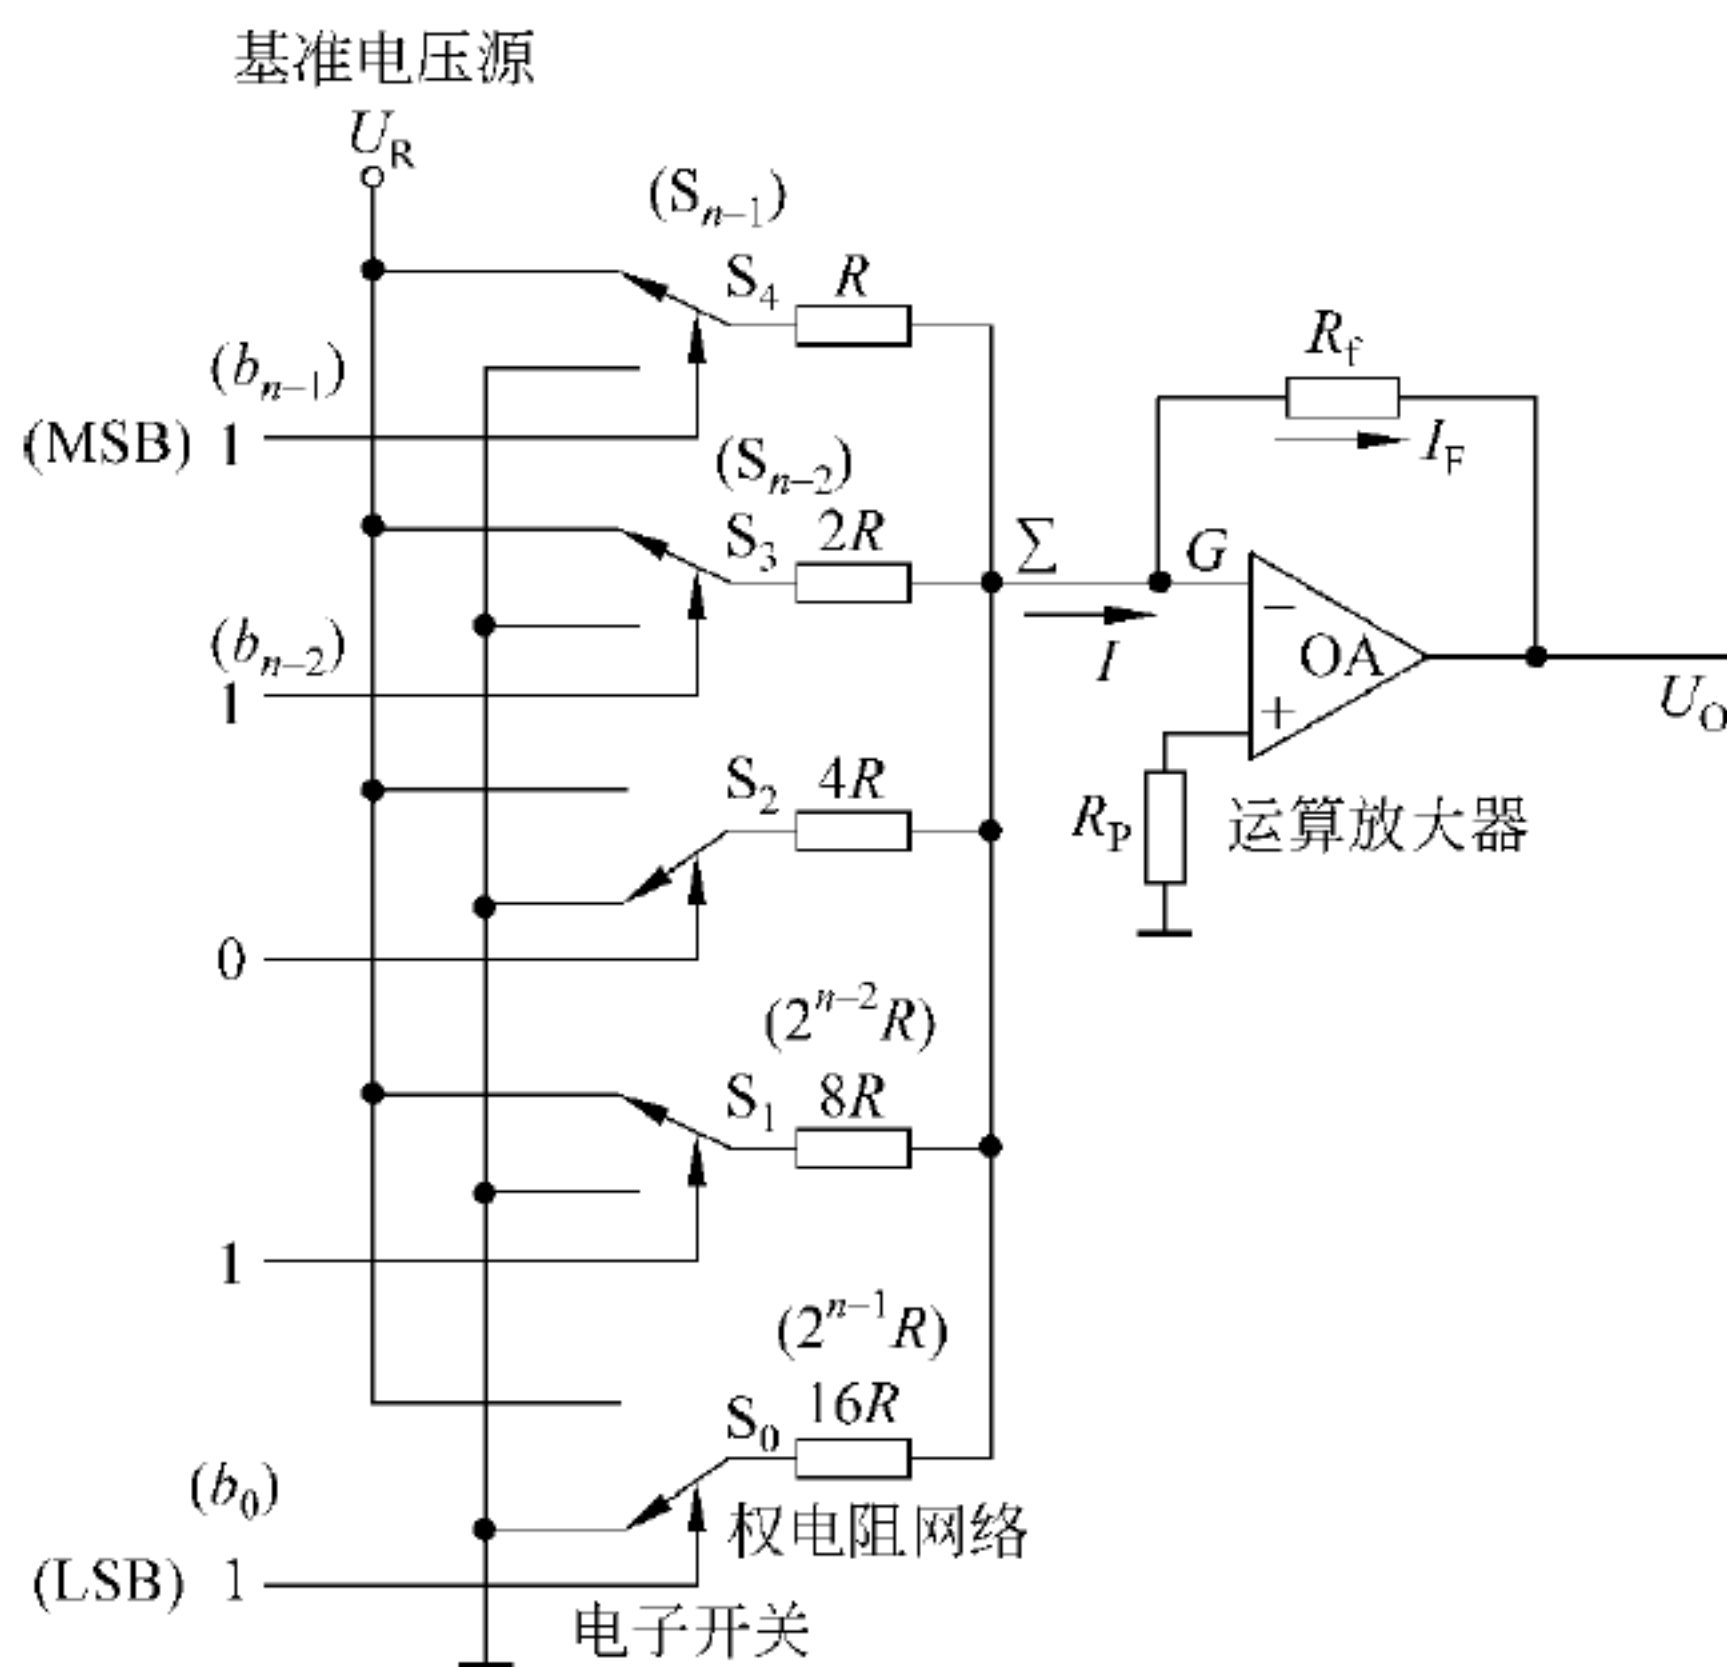 基准电压源
U_R
(S_{n-1})
S_4 R
(b_{n-1})
(MSB) 1
R_f
I_F
(S_{n-2})
S_3 2R
Σ
G
I
−
OA
+
U_O
(b_{n-2})
1
S_2 4R
R_P
运算放大器
0
(2^{n-2}R)
S_1 8R
1
(2^{n-1}R)
S_0 16R
(b_0)
权电阻网络
(LSB) 1
电子开关